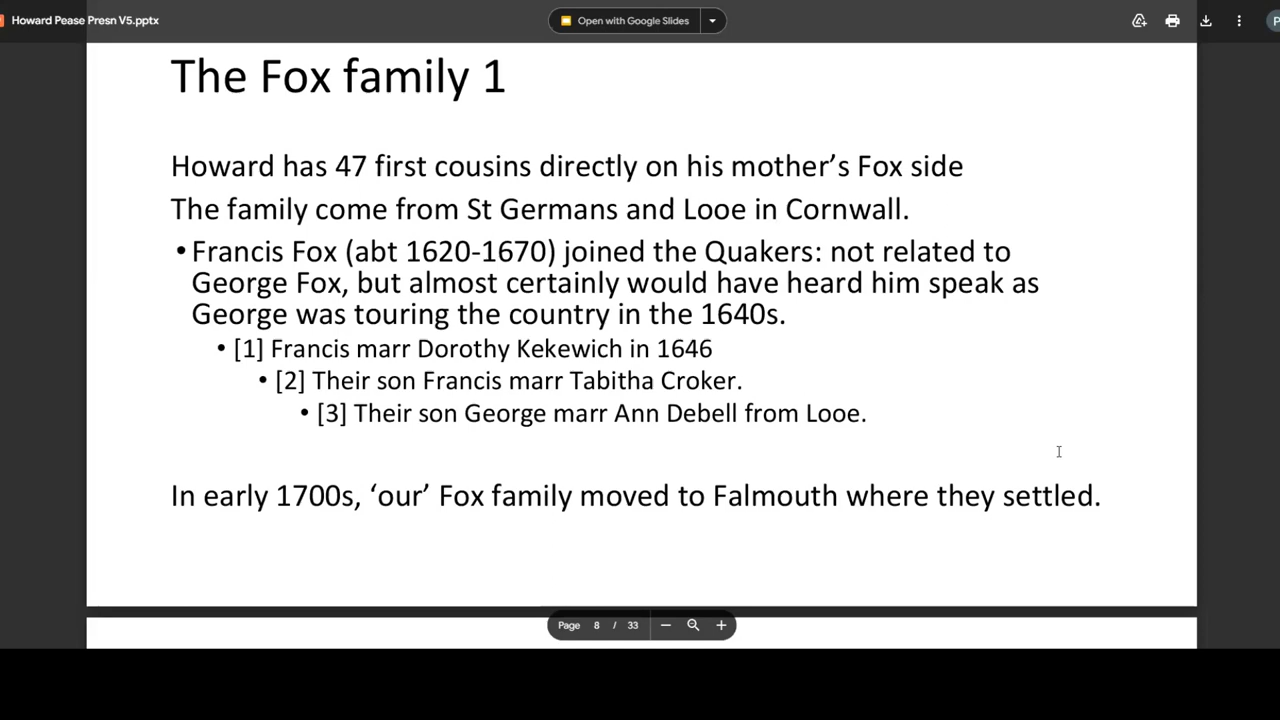 Howard Pease Presn V5.pptx
Open with Google Slides
The Fox family 1
Howard has 47 first cousins directly on his mother’s Fox side
The family come from St Germans and Looe in Cornwall.
• Francis Fox (abt 1620-1670) joined the Quakers: not related to
George Fox, but almost certainly would have heard him speak as
George was touring the country in the 1640s.
• [1] Francis marr Dorothy Kekewich in 1646
• [2] Their son Francis marr Tabitha Croker.
• [3] Their son George marr Ann Debell from Looe.
In early 1700s, ‘our’ Fox family moved to Falmouth where they settled.
Page 8 / 33